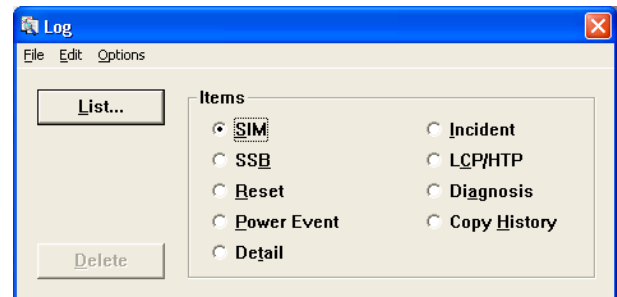 Log
File Edit Options
List...
Items
SIM
Incident
SSB
LCP/HTP
Reset
Diagnosis
Power Event
Copy History
Detail
Delete